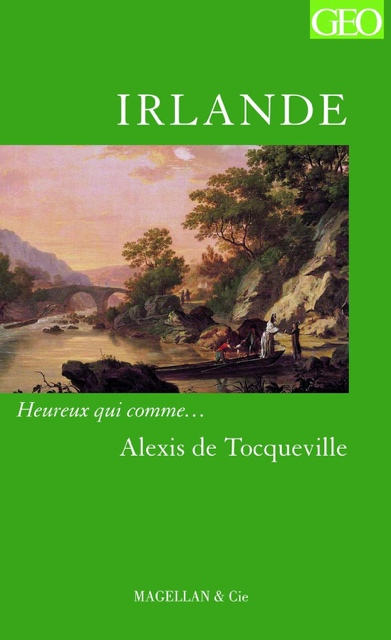 GEO
IRLANDE
Heureux qui comme…
Alexis de Tocqueville
MAGELLAN & Cie